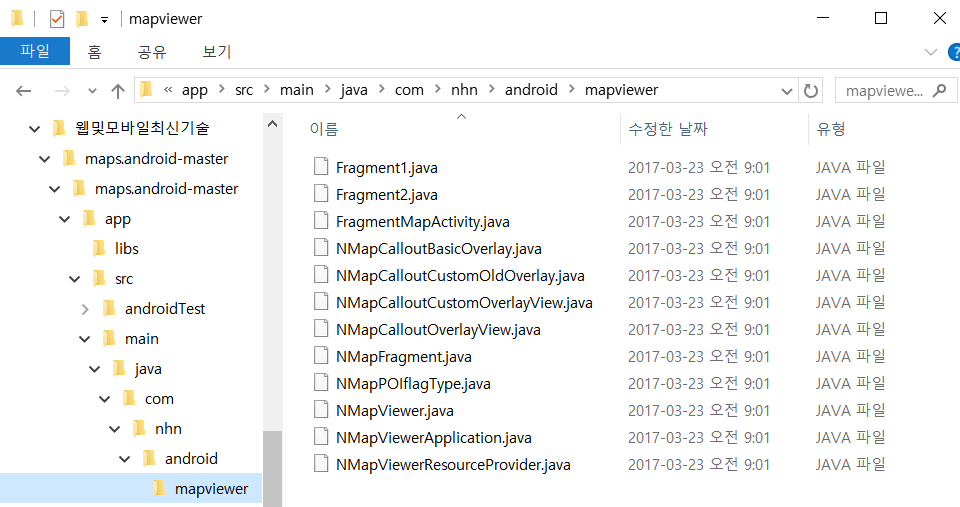 mapviewer
파일 홈 공유 보기
« app > src > main > java > com > nhn > android > mapviewer
mapviewe...
웹및모바일최신기술
maps.android-master
maps.android-master
app
libs
src
androidTest
main
java
com
nhn
android
mapviewer
이름 수정한 날짜 유형
Fragment1.java 2017-03-23 오전 9:01 JAVA 파일
Fragment2.java 2017-03-23 오전 9:01 JAVA 파일
FragmentMapActivity.java 2017-03-23 오전 9:01 JAVA 파일
NMapCalloutBasicOverlay.java 2017-03-23 오전 9:01 JAVA 파일
NMapCalloutCustomOldOverlay.java 2017-03-23 오전 9:01 JAVA 파일
NMapCalloutCustomOverlayView.java 2017-03-23 오전 9:01 JAVA 파일
NMapCalloutOverlayView.java 2017-03-23 오전 9:01 JAVA 파일
NMapFragment.java 2017-03-23 오전 9:01 JAVA 파일
NMapPOIflagType.java 2017-03-23 오전 9:01 JAVA 파일
NMapViewer.java 2017-03-23 오전 9:01 JAVA 파일
NMapViewerApplication.java 2017-03-23 오전 9:01 JAVA 파일
NMapViewerResourceProvider.java 2017-03-23 오전 9:01 JAVA 파일